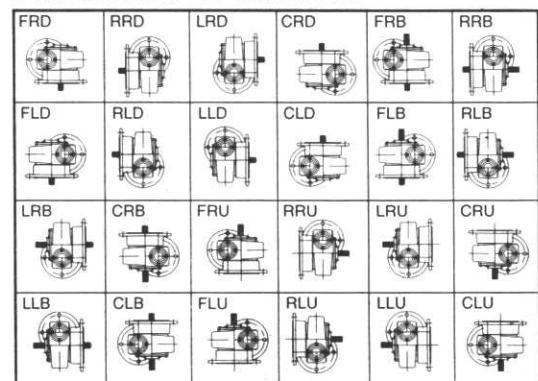 FRD RRD LRD CRD FRB RRB
FLD RLD LLD CLD FLB RLB
LRB CRB FRU RRU LRU CRU
LLB CLB FLU RLU LLU CLU